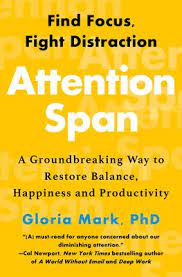 Find Focus,
Fight Distraction
Attention
Span
A Groundbreaking Way to
Restore Balance,
Happiness and Productivity
Gloria Mark, PhD
"[A] must-read for anyone concerned about our
diminishing attention."
—Cal Newport, New York Times bestselling author
of A World Without Email and Deep Work